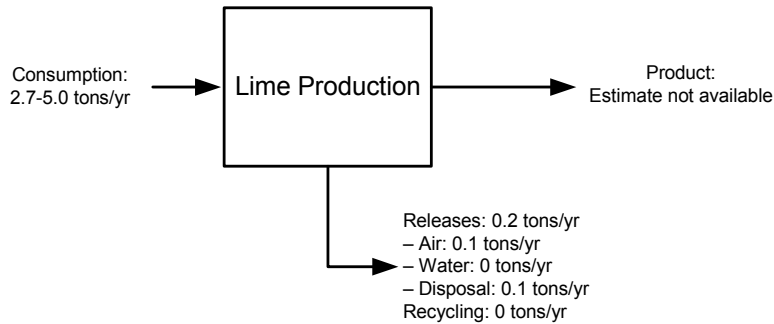 Consumption:
2.7-5.0 tons/yr
Lime Production
Product:
Estimate not available
Releases: 0.2 tons/yr
– Air: 0.1 tons/yr
– Water: 0 tons/yr
– Disposal: 0.1 tons/yr
Recycling: 0 tons/yr